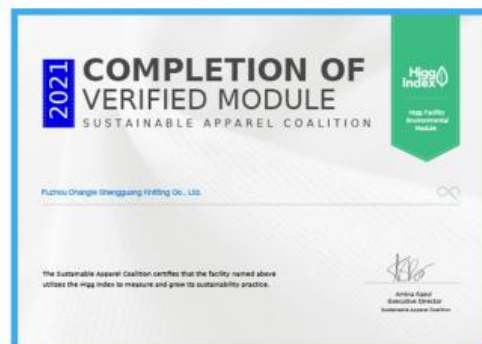 2021
COMPLETION OF
VERIFIED MODULE
SUSTAINABLE APPAREL COALITION
Higg
Index
Higg Facility
Environmental
Module
Fuzhou Changle Shengguang Knitting Co., Ltd.
The Sustainable Apparel Coalition certifies that the facility named above
utilizes the Higg Index to measure and grow its sustainability practice.
Amina Razvi
Executive Director
Sustainable Apparel Coalition